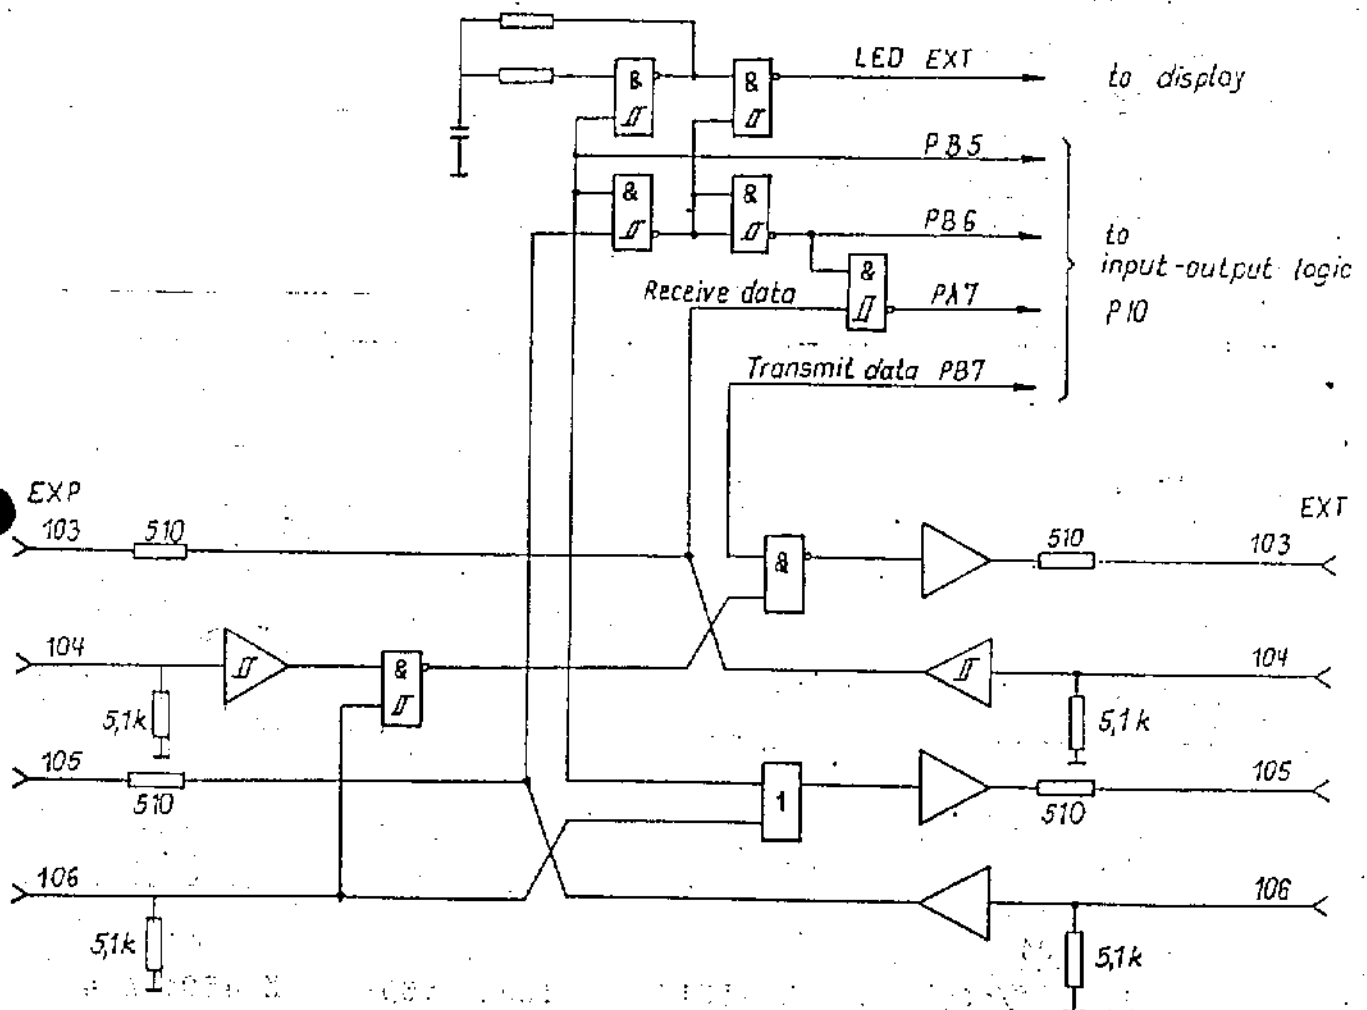 LED EXT
to display
&
&
PB5
&
&
PB6
to
input-output logic
P10
&
Receive data
PA7
Transmit data PB7
EXP
EXT
103
510
&
510
103
104
&
104
5,1k
5,1k
105
510
1
510
105
106
106
5,1k
5,1k